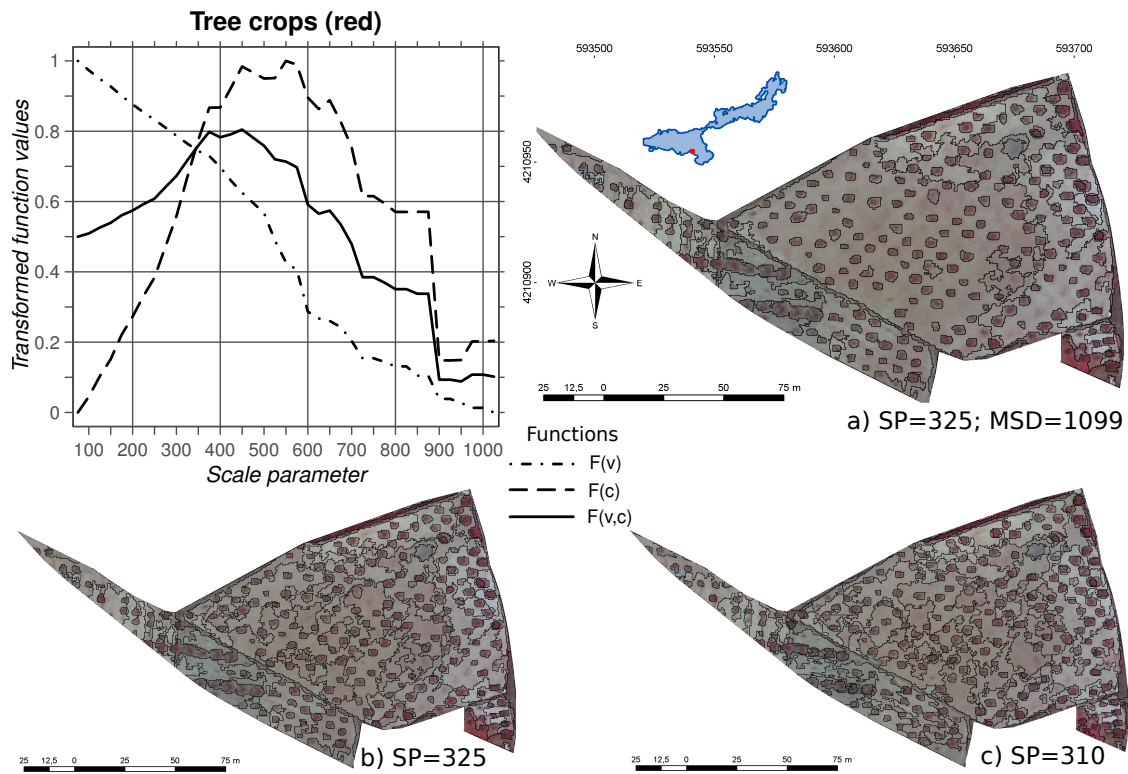 Tree crops (red)
Transformed function values
1
0.8
0.6
0.4
0.2
0
100 200 300 400 500 600 700 800 900 1000
Scale parameter
593500 593550 593600 593650 593700
4210950
4210900
N
W E
S
25 12,5 0 25 50 75 m
a) SP=325; MSD=1099
Functions
F(v)
F(c)
F(v,c)
25 12,5 0 25 50 75 m
b) SP=325
25 12,5 0 25 50 75 m
c) SP=310